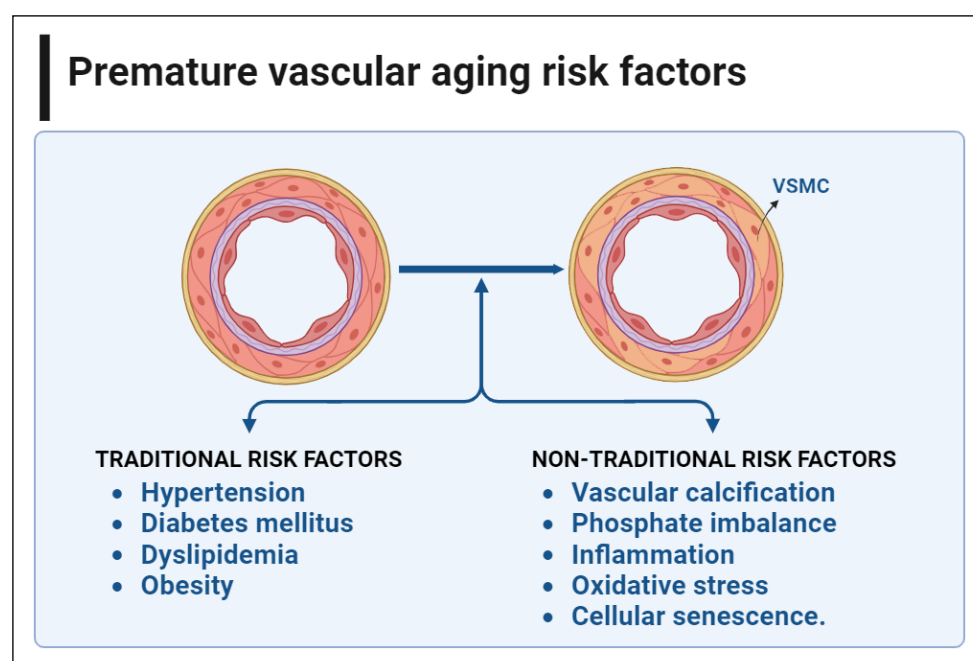 Premature vascular aging risk factors
VSMC
TRADITIONAL RISK FACTORS
• Hypertension
• Diabetes mellitus
• Dyslipidemia
• Obesity
NON-TRADITIONAL RISK FACTORS
• Vascular calcification
• Phosphate imbalance
• Inflammation
• Oxidative stress
• Cellular senescence.